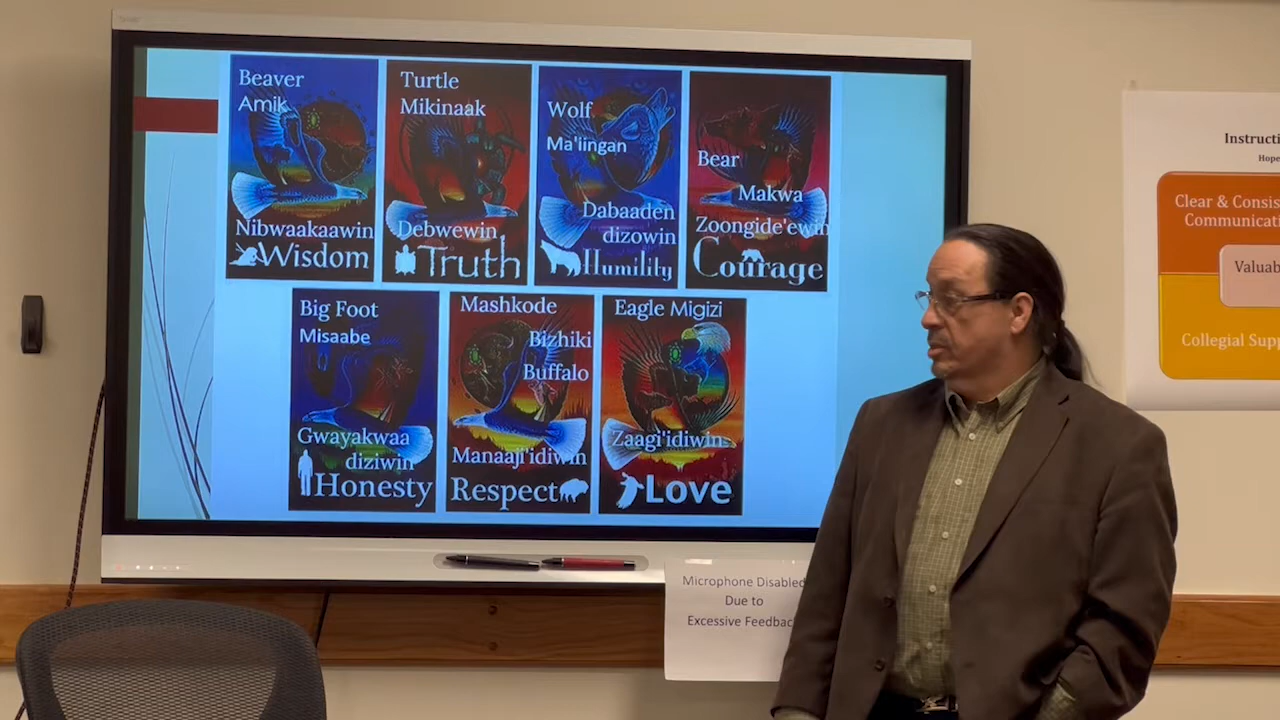 Beaver
Amik
Nibwaakaawin
Wisdom
Turtle
Mikinaak
Debwewin
Truth
Wolf
Ma'iingan
Dabaaden
dizowin
Humility
Bear
Makwa
Zoongide'ewin
Courage
Big Foot
Misaabe
Gwayakwaa
diziwin
Honesty
Mashkode
Bizhiki
Buffalo
Manaaji'idiwin
Respect
Eagle Migizi
Zaagi'idiwin
Love
Microphone Disabled
Due to
Excessive Feedbac
Instructi
Hope
Clear & Consis
Communicati
Valuab
Collegial Supp